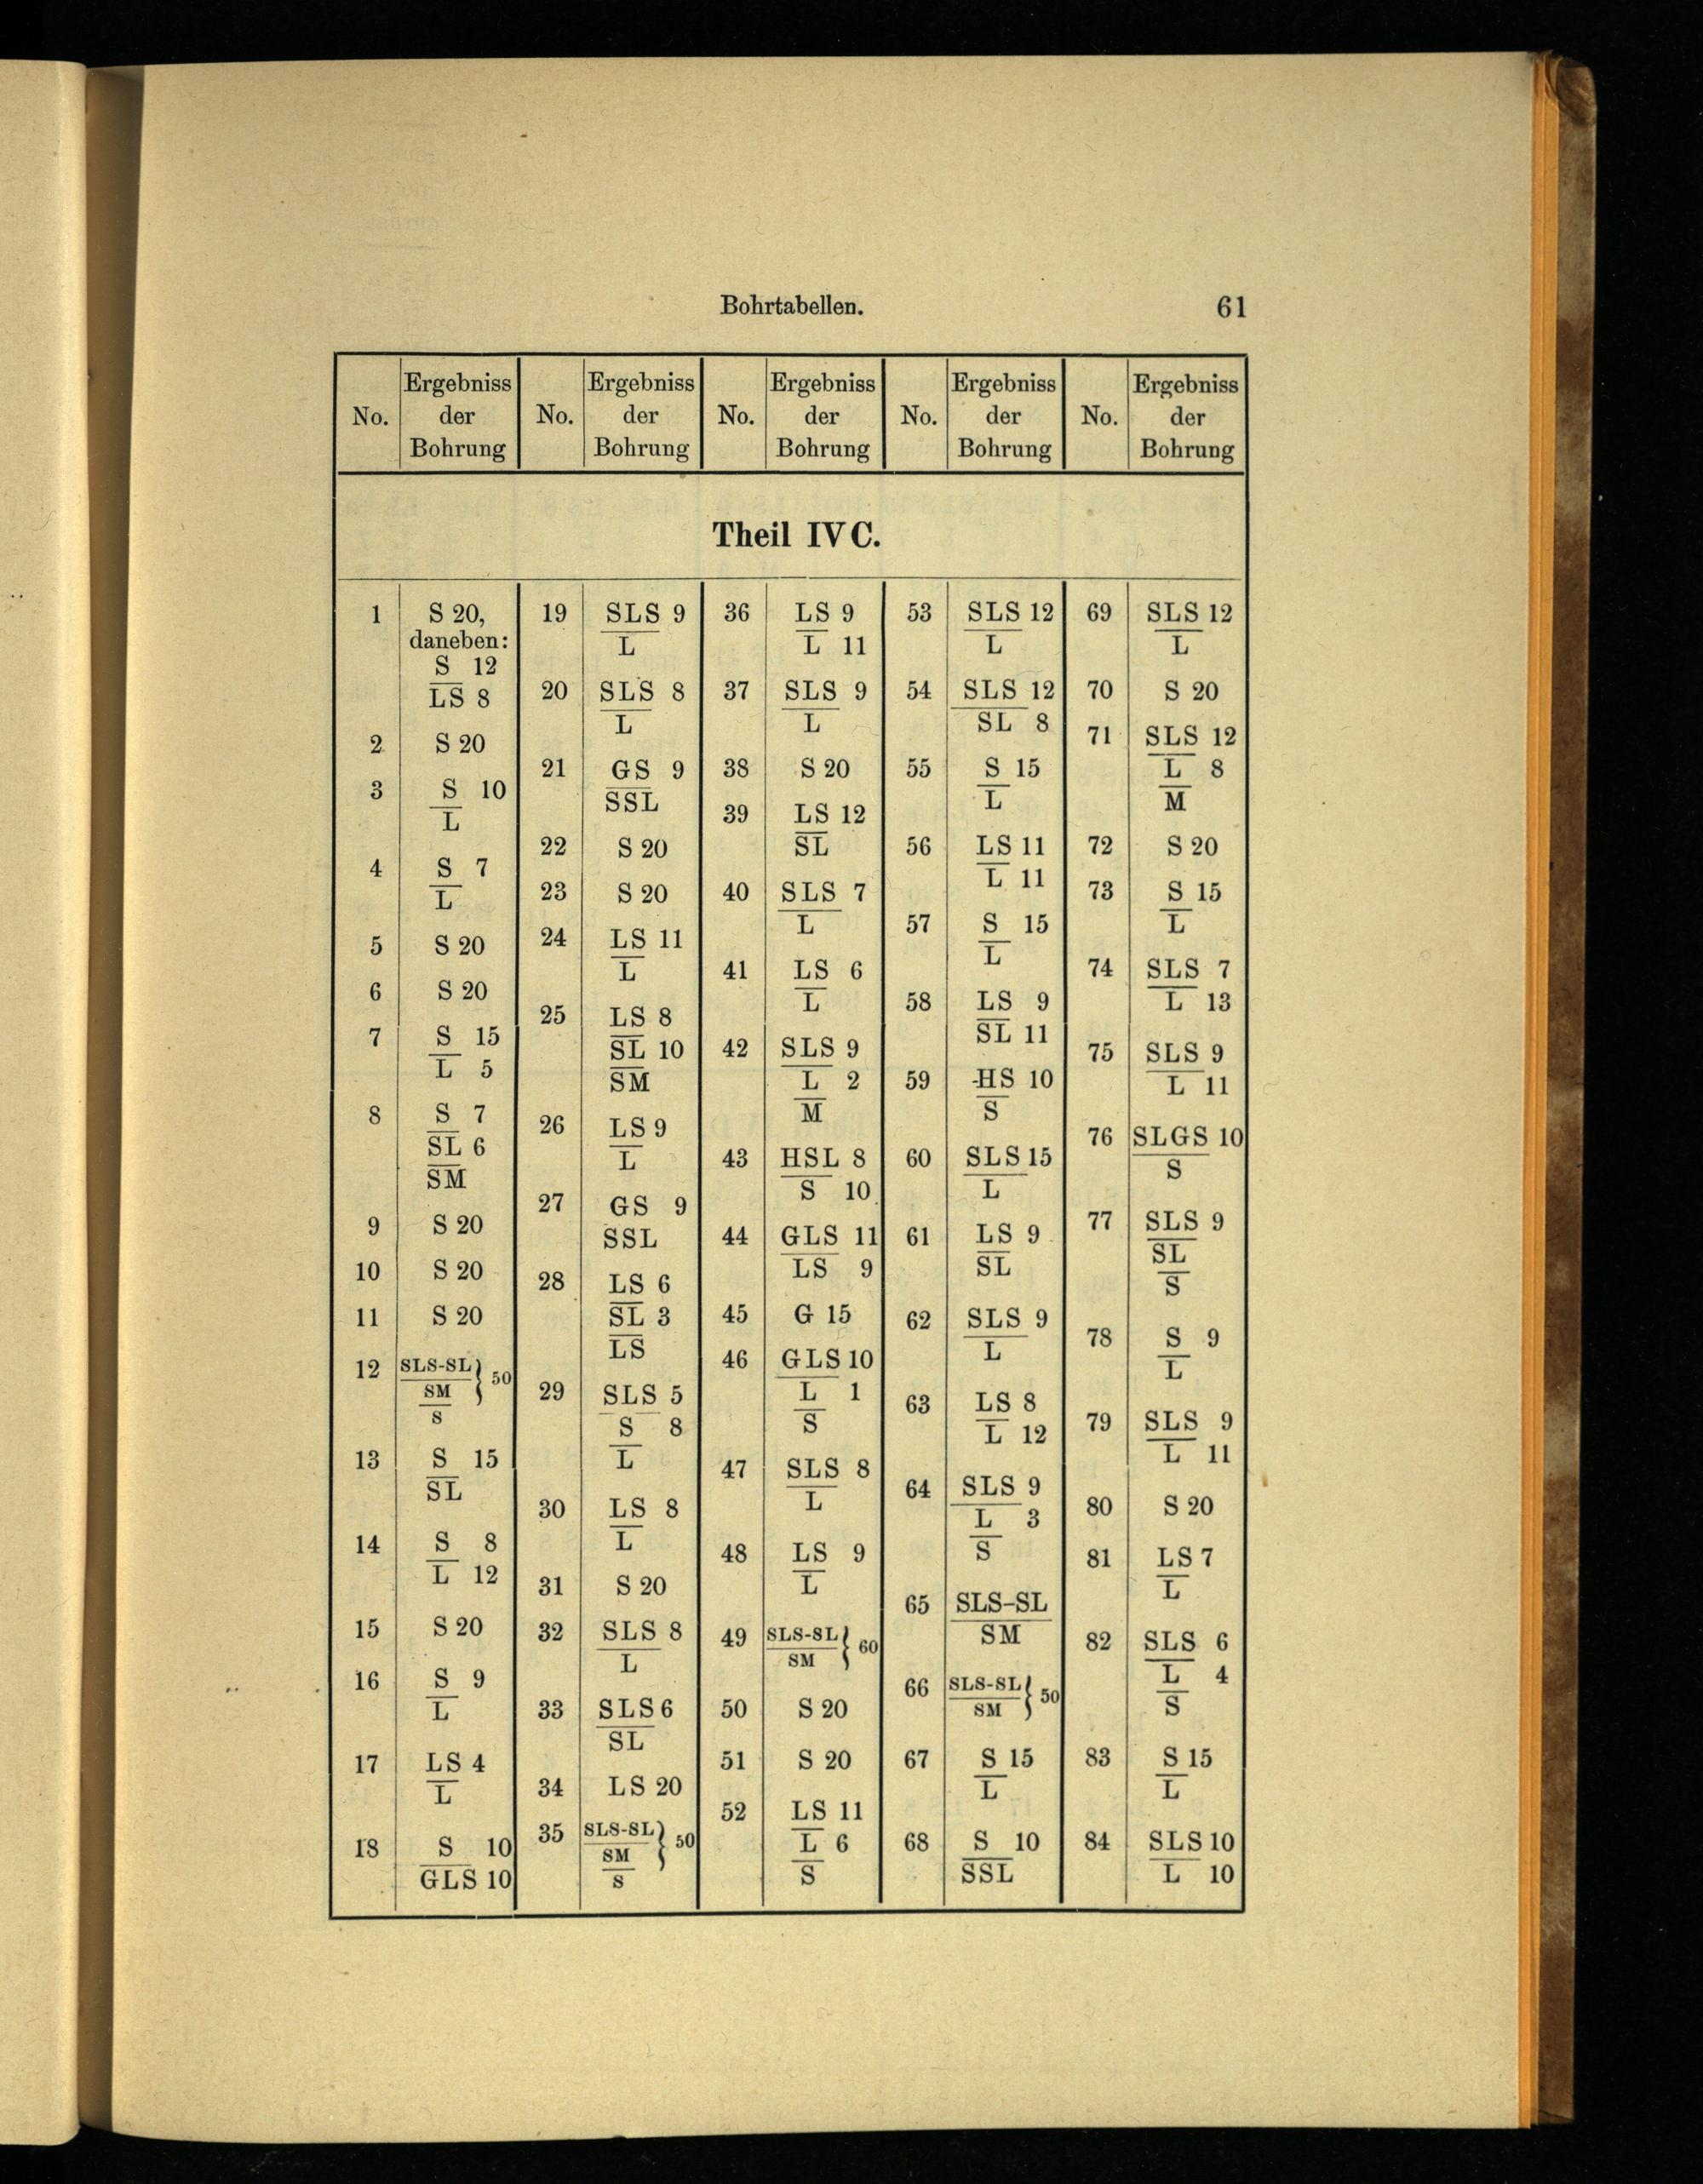 Bohrtabellen. 61
No. Ergebniss der Bohrung No. Ergebniss der Bohrung No. Ergebniss der Bohrung No. Ergebniss der Bohrung No. Ergebniss der Bohrung
Theil IV C.
1 S 20,
daneben:
S 12
LS 8
2 S 20
3 S 10
L
4 S 7
L
5 S 20
6 S 20
7 S 15
L 5
8 S 7
SL 6
SM
9 S 20
10 S 20
11 S 20
12 SLS-SL } 50
SM
S
13 S 15
SL
14 S 8
L 12
15 S 20
16 S 9
L
17 LS 4
L
18 S 10
GLS 10
19 SLS 9
L
20 SLS 8
L
21 GS 9
SSL
22 S 20
23 S 20
24 LS 11
L
25 LS 8
SL 10
SM
26 LS 9
L
27 GS 9
SSL
28 LS 6
SL 3
LS
29 SLS 5
S 8
L
30 LS 8
L
31 S 20
32 SLS 8
L
33 SLS 6
SL
34 LS 20
35 SLS-SL } 50
SM
S
36 LS 9
L 11
37 SLS 9
L
38 S 20
39 LS 12
SL
40 SLS 7
L
41 LS 6
L
42 SLS 9
L 2
M
43 HSL 8
S 10
44 GLS 11
LS 9
45 G 15
46 GLS 10
L 1
S
47 SLS 8
L
48 LS 9
L
49 SLS-SL } 60
SM
50 S 20
51 S 20
52 LS 11
L 6
S
53 SLS 12
L
54 SLS 12
SL 8
55 S 15
L
56 LS 11
L 11
57 S 15
L
58 LS 9
SL 11
59 HS 10
S
60 SLS 15
L
61 LS 9
SL
62 SLS 9
L
63 LS 8
L 12
64 SLS 9
L 3
S
65 SLS-SL
SM
66 SLS-SL } 50
SM
67 S 15
L
68 S 10
SSL
69 SLS 12
L
70 S 20
71 SLS 12
L 8
M
72 S 20
73 S 15
L
74 SLS 7
L 13
75 SLS 9
L 11
76 SLGS 10
S
77 SLS 9
SL
S
78 S 9
L
79 SLS 9
L 11
80 S 20
81 LS 7
L
82 SLS 6
L 4
S
83 S 15
L
84 SLS 10
L 10